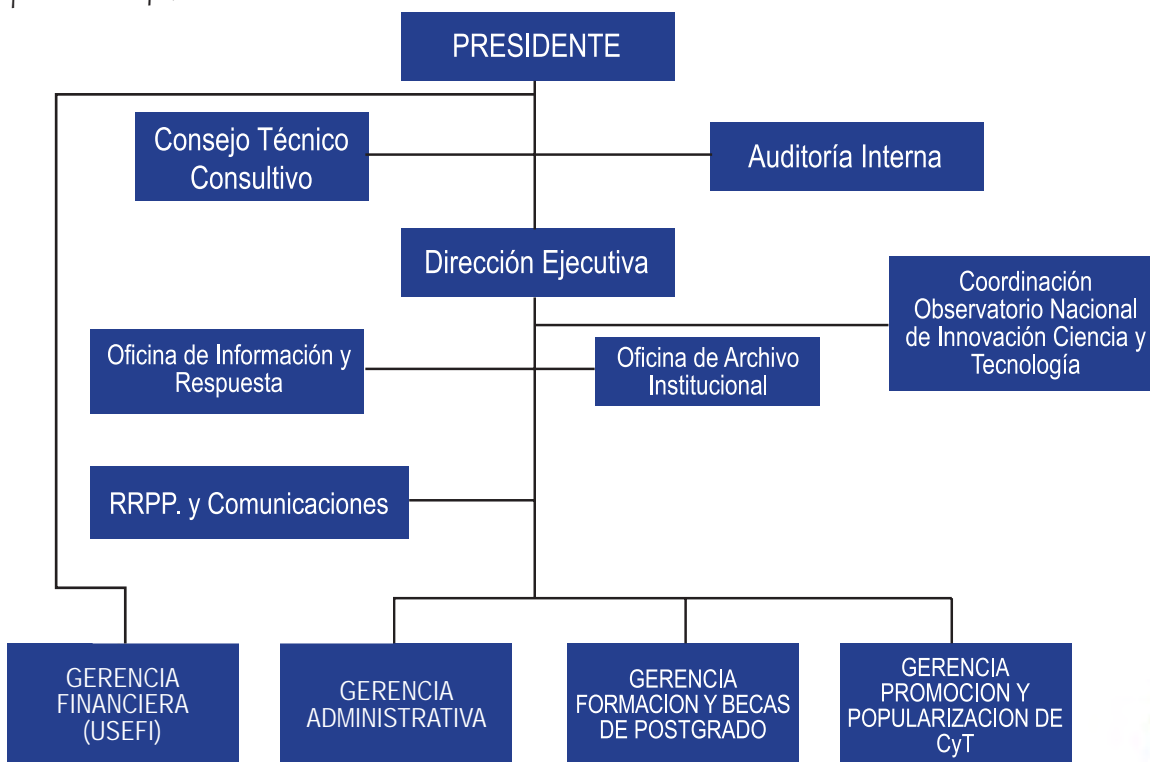 PRESIDENTE
Consejo Técnico
Consultivo
Auditoría Interna
Dirección Ejecutiva
Coordinación
Observatorio Nacional
de Innovación Ciencia y
Tecnología
Oficina de Información y
Respuesta
Oficina de Archivo
Institucional
RRPP. y Comunicaciones
GERENCIA
FINANCIERA
(USEFI)
GERENCIA
ADMINISTRATIVA
GERENCIA
FORMACION Y BECAS
DE POSTGRADO
GERENCIA
PROMOCION Y
POPULARIZACION DE
CyT